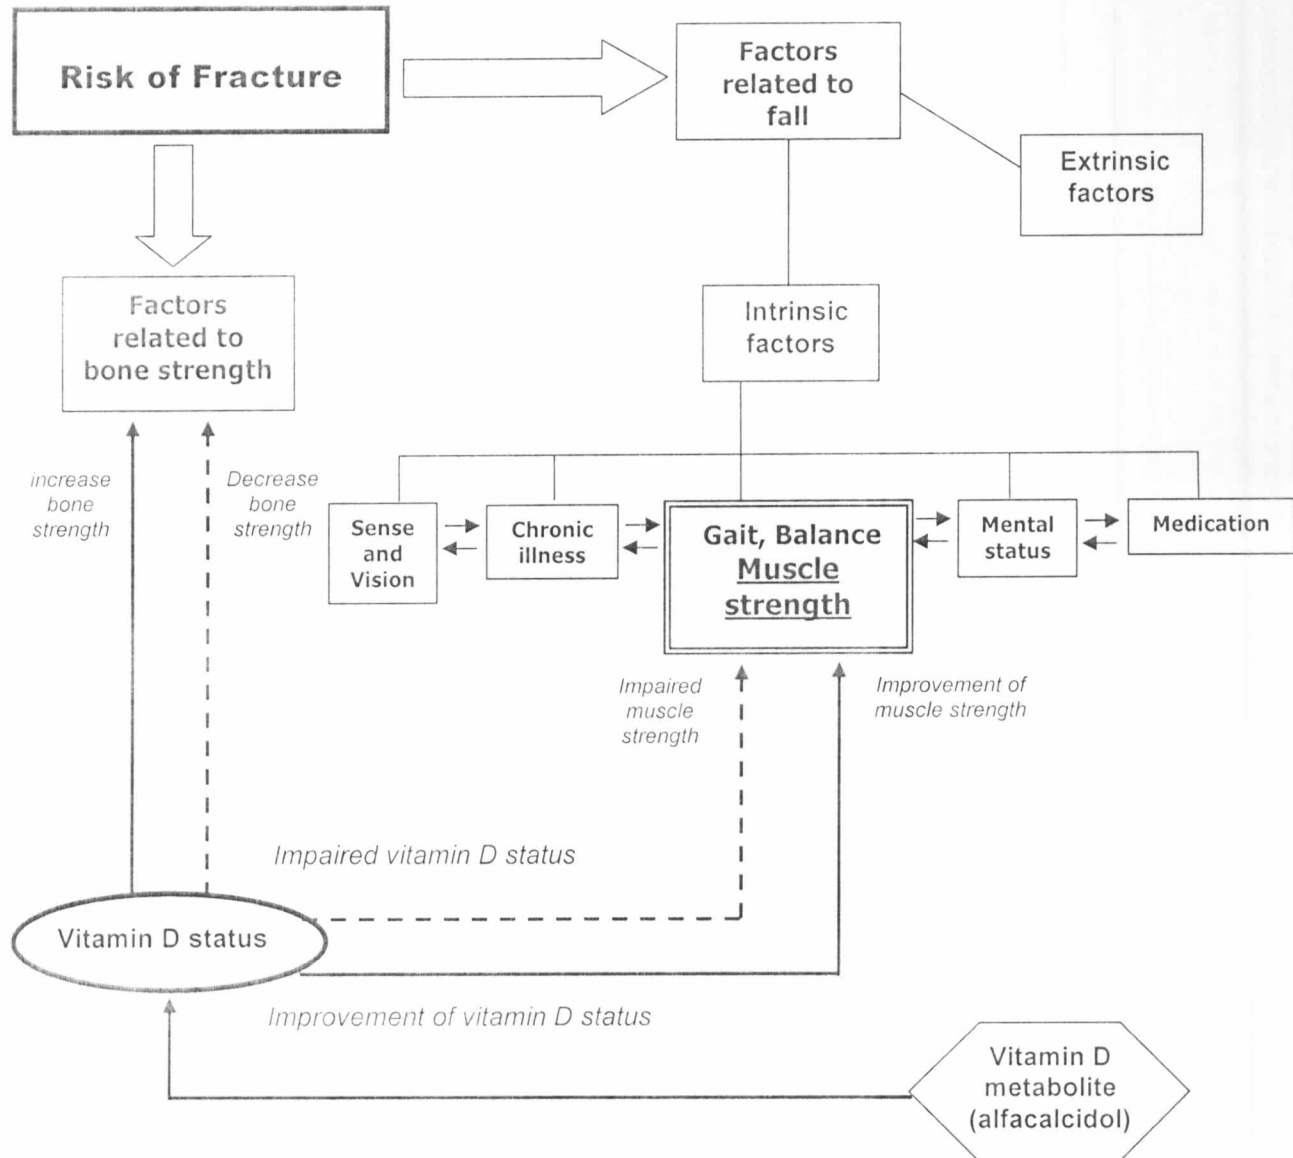 Risk of Fracture
Factors
related to
fall
Extrinsic
factors
Factors
related to
bone strength
Intrinsic
factors
increase
bone
strength
Decrease
bone
strength
Sense
and
Vision
Chronic
illness
Gait, Balance
Muscle
strength
Mental
status
Medication
Impaired
muscle
strength
Improvement of
muscle strength
Impaired vitamin D status
Vitamin D status
Improvement of vitamin D status
Vitamin D
metabolite
(alfacalcidol)